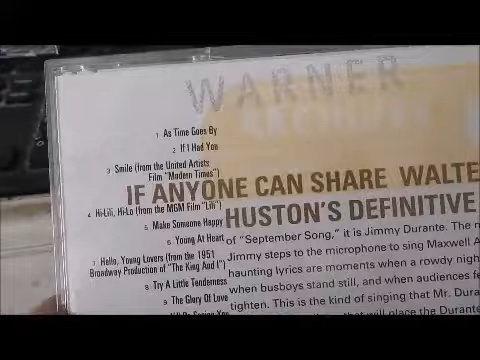 WARNER
1 As Time Goes By
2 If I Had You
3 Smile (from the United Artists
Film "Modern Times")
4 Hi-Lili, Hi-Lo (from the MGM Film "Lili")
5 Make Someone Happy
6 Young At Heart
7 Hello, Young Lovers (from the 1951
Broadway Production of "The King And I")
8 Try A Little Tenderness
9 The Glory Of Love
IF ANYONE CAN SHARE WALTE
HUSTON'S DEFINITIVE
of "September Song," it is Jimmy Durante. The n
Jimmy steps to the microphone to sing Maxwell A
haunting lyrics are moments when a rowdy nigh
when busboys stand still, and when audiences fe
tighten. This is the kind of singing that Mr. Dura
will place the Durante